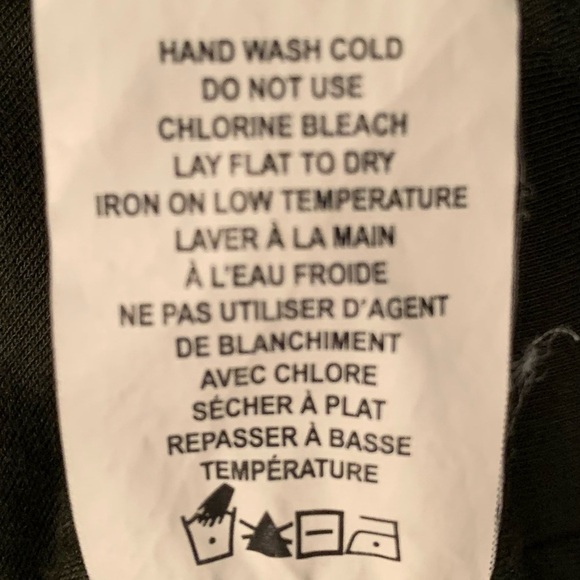 HAND WASH COLD
DO NOT USE
CHLORINE BLEACH
LAY FLAT TO DRY
IRON ON LOW TEMPERATURE
LAVER À LA MAIN
À L'EAU FROIDE
NE PAS UTILISER D'AGENT
DE BLANCHIMENT
AVEC CHLORE
SÉCHER À PLAT
REPASSER À BASSE
TEMPÉRATURE